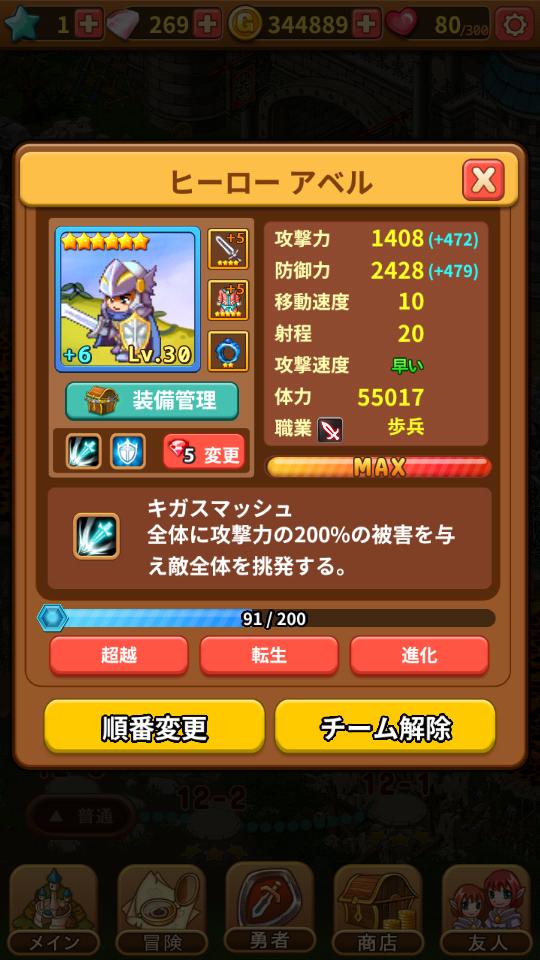 1
269
344889
80/300
ヒーロー アベル
+6
Lv.30
+5
+5
装備管理
5 変更
攻撃力 1408 (+472)
防御力 2428 (+479)
移動速度 10
射程 20
攻撃速度 早い
体力 55017
職業 歩兵
MAX
キガスマッシュ
全体に攻撃力の200%の被害を与
え敵全体を挑発する。
91 / 200
超越
転生
進化
順番変更
チーム解除
12-2
12-1
▲ 普通
メイン
冒険
勇者
商店
友人